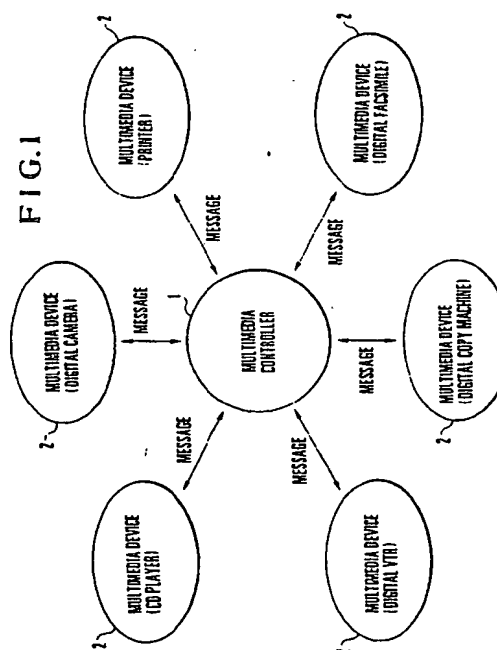 FIG.1
MULTIMEDIA DEVICE
(DIGITAL CAMERA)
2
MULTIMEDIA DEVICE
(CD PLAYER)
2
MULTIMEDIA DEVICE
(PRINTER)
2
MESSAGE
MESSAGE
MESSAGE
1
MULTIMEDIA
CONTROLLER
MESSAGE
MESSAGE
MESSAGE
MULTIMEDIA DEVICE
(DIGITAL VTR)
MULTIMEDIA DEVICE
(DIGITAL COPY MACHINE)
2
MULTIMEDIA DEVICE
(DIGITAL FACSIMILE)
2